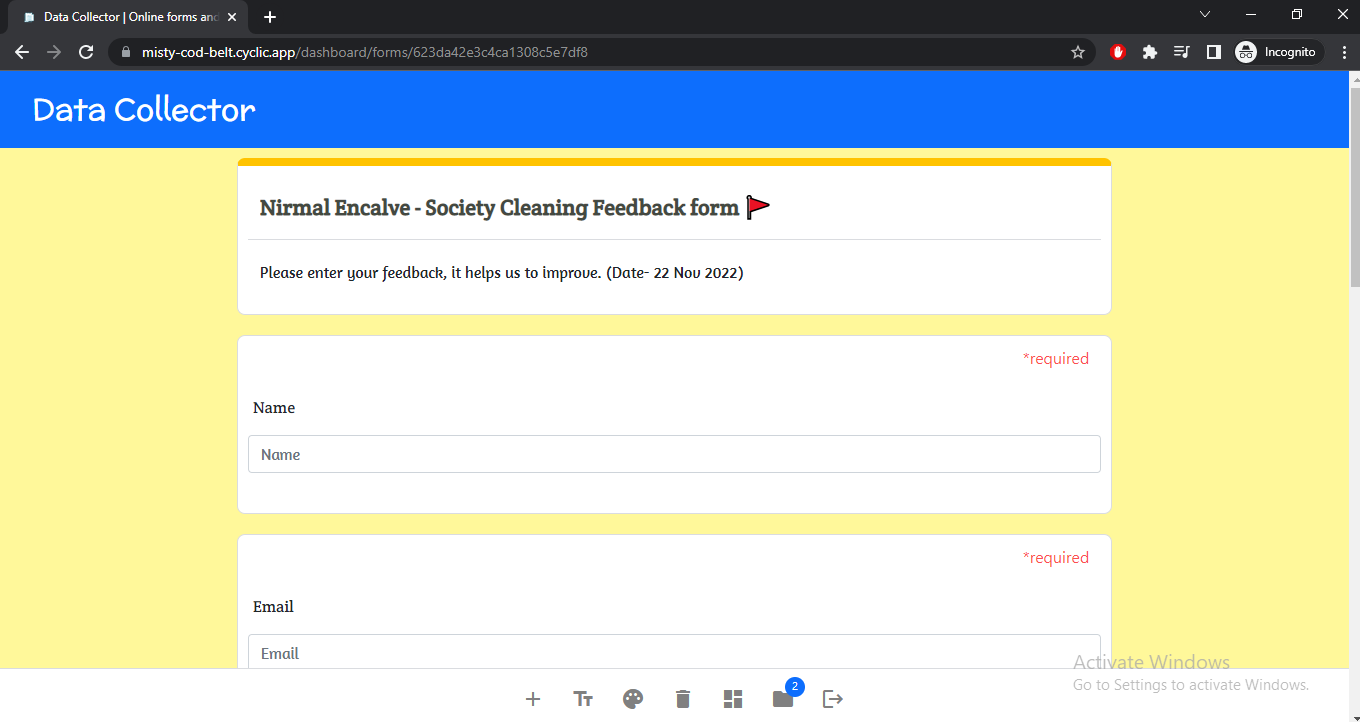 Data Collector | Online forms and
misty-cod-belt.cyclic.app/dashboard/forms/623da42e3c4ca1308c5e7df8
Incognito
Data Collector
Nirmal Encalve - Society Cleaning Feedback form
Please enter your feedback, it helps us to improve. (Date- 22 Nov 2022)
*required
Name
Name
*required
Email
Email
Activate Windows
Go to Settings to activate Windows.
2